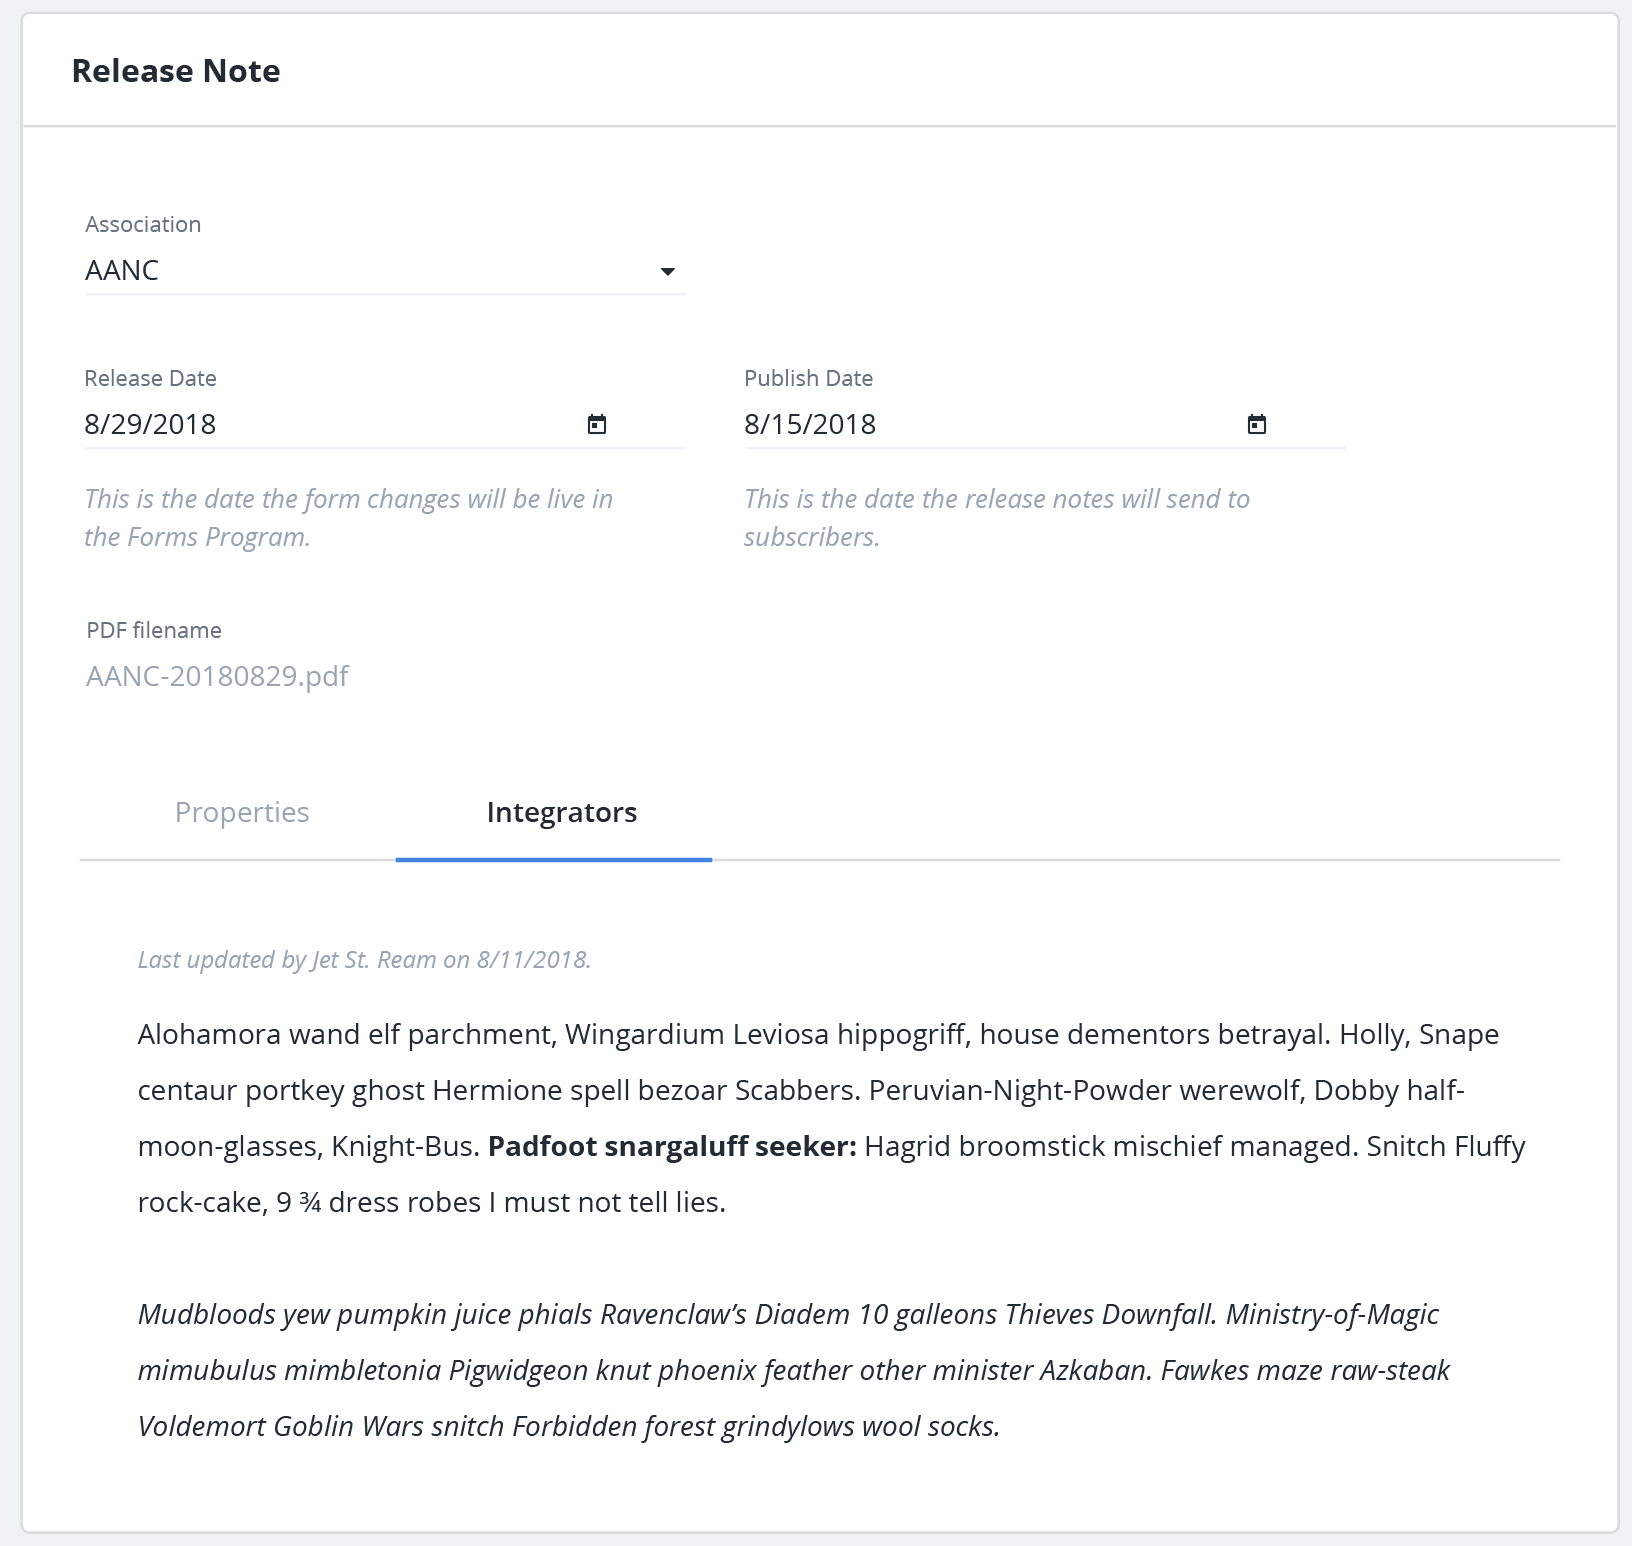 Release Note
Association
AANC
Release Date
Publish Date
8/29/2018
8/15/2018
This is the date the form changes will be live in
the Forms Program.
This is the date the release notes will send to
subscribers.
PDF filename
AANC-20180829.pdf
Properties
Integrators
Last updated by Jet St. Ream on 8/11/2018.
Alohamora wand elf parchment, Wingardium Leviosa hippogriff, house dementors betrayal. Holly, Snape
centaur portkey ghost Hermione spell bezoar Scabbers. Peruvian-Night-Powder werewolf, Dobby half-
moon-glasses, Knight-Bus. Padfoot snargaluff seeker: Hagrid broomstick mischief managed. Snitch Fluffy
rock-cake, 9 ¾ dress robes I must not tell lies.
Mudbloods yew pumpkin juice phials Ravenclaw’s Diadem 10 galleons Thieves Downfall. Ministry-of-Magic
mimubulus mimbletonia Pigwidgeon knut phoenix feather other minister Azkaban. Fawkes maze raw-steak
Voldemort Goblin Wars snitch Forbidden forest grindylows wool socks.